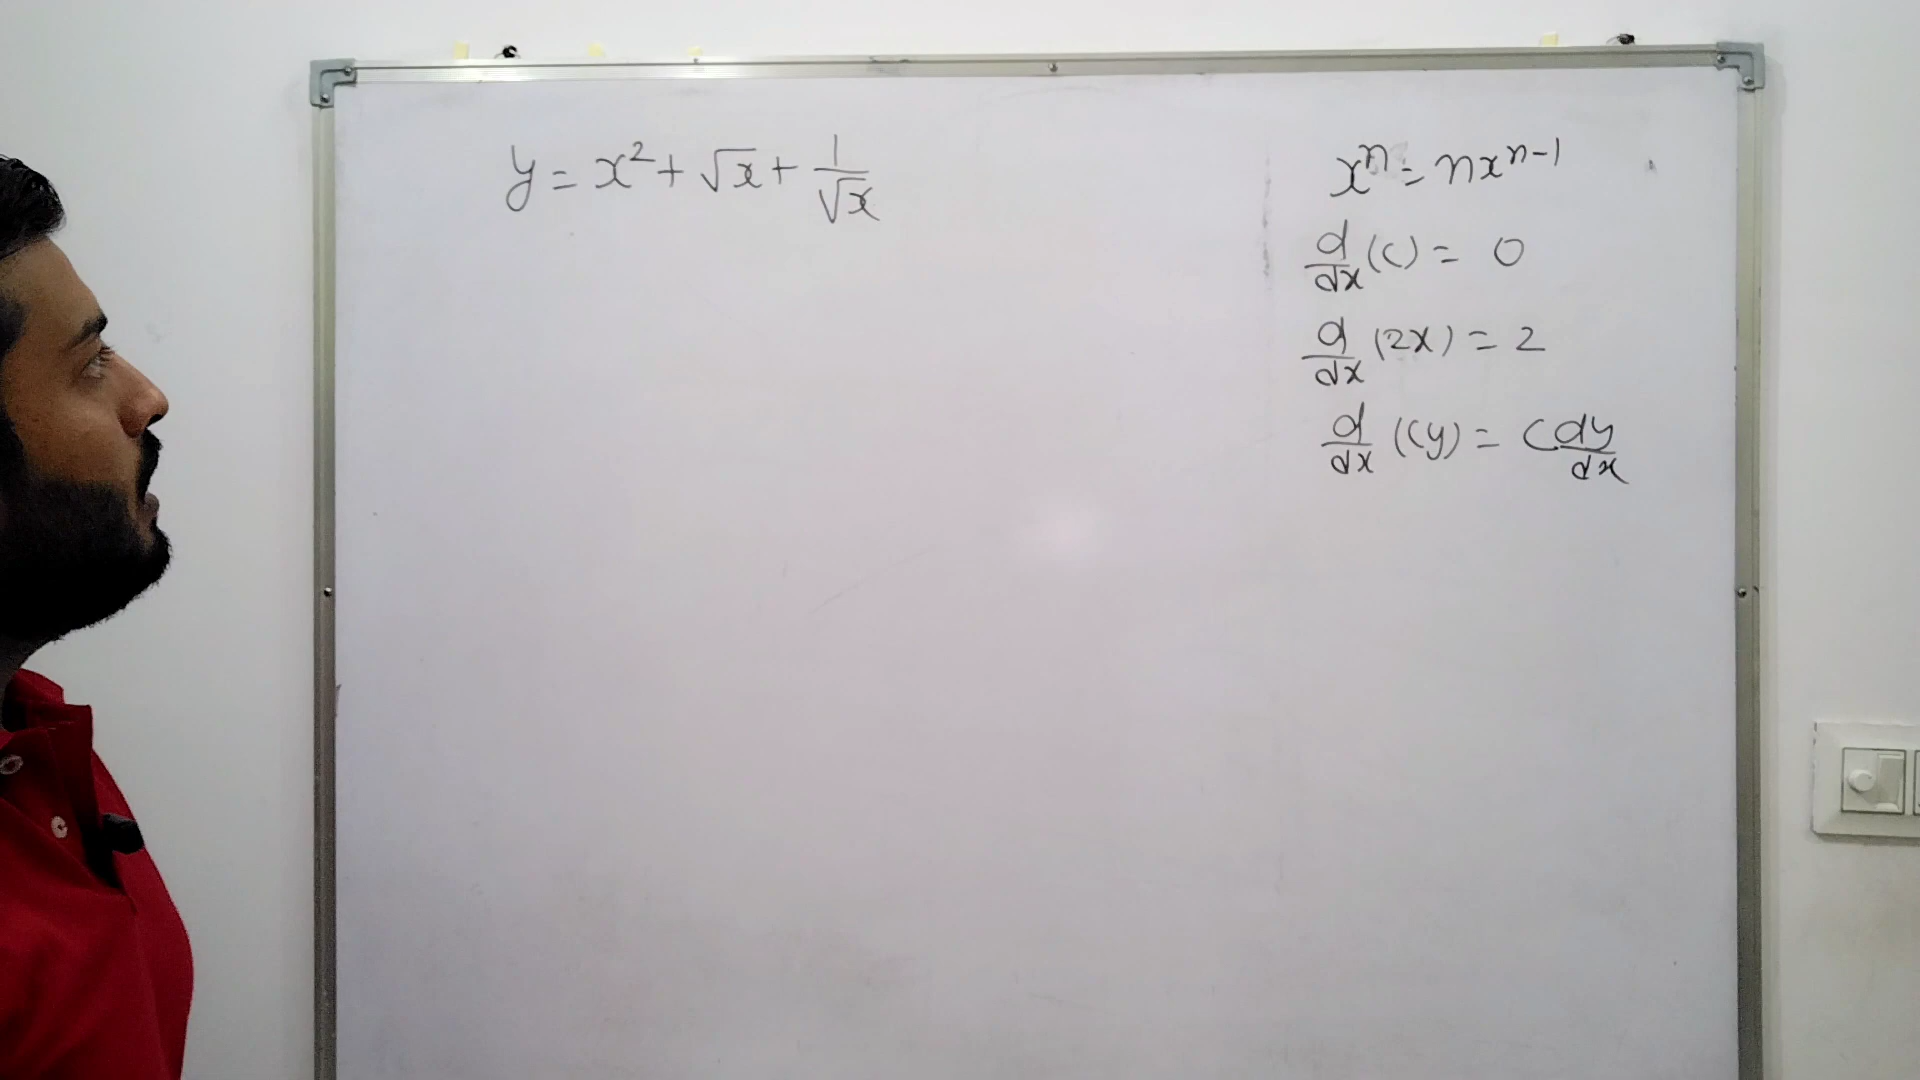 y = x² + √x + 1/√x
xⁿ = nxⁿ⁻¹
d/dx (c) = 0
d/dx (2x) = 2
d/dx (cy) = c dy/dx